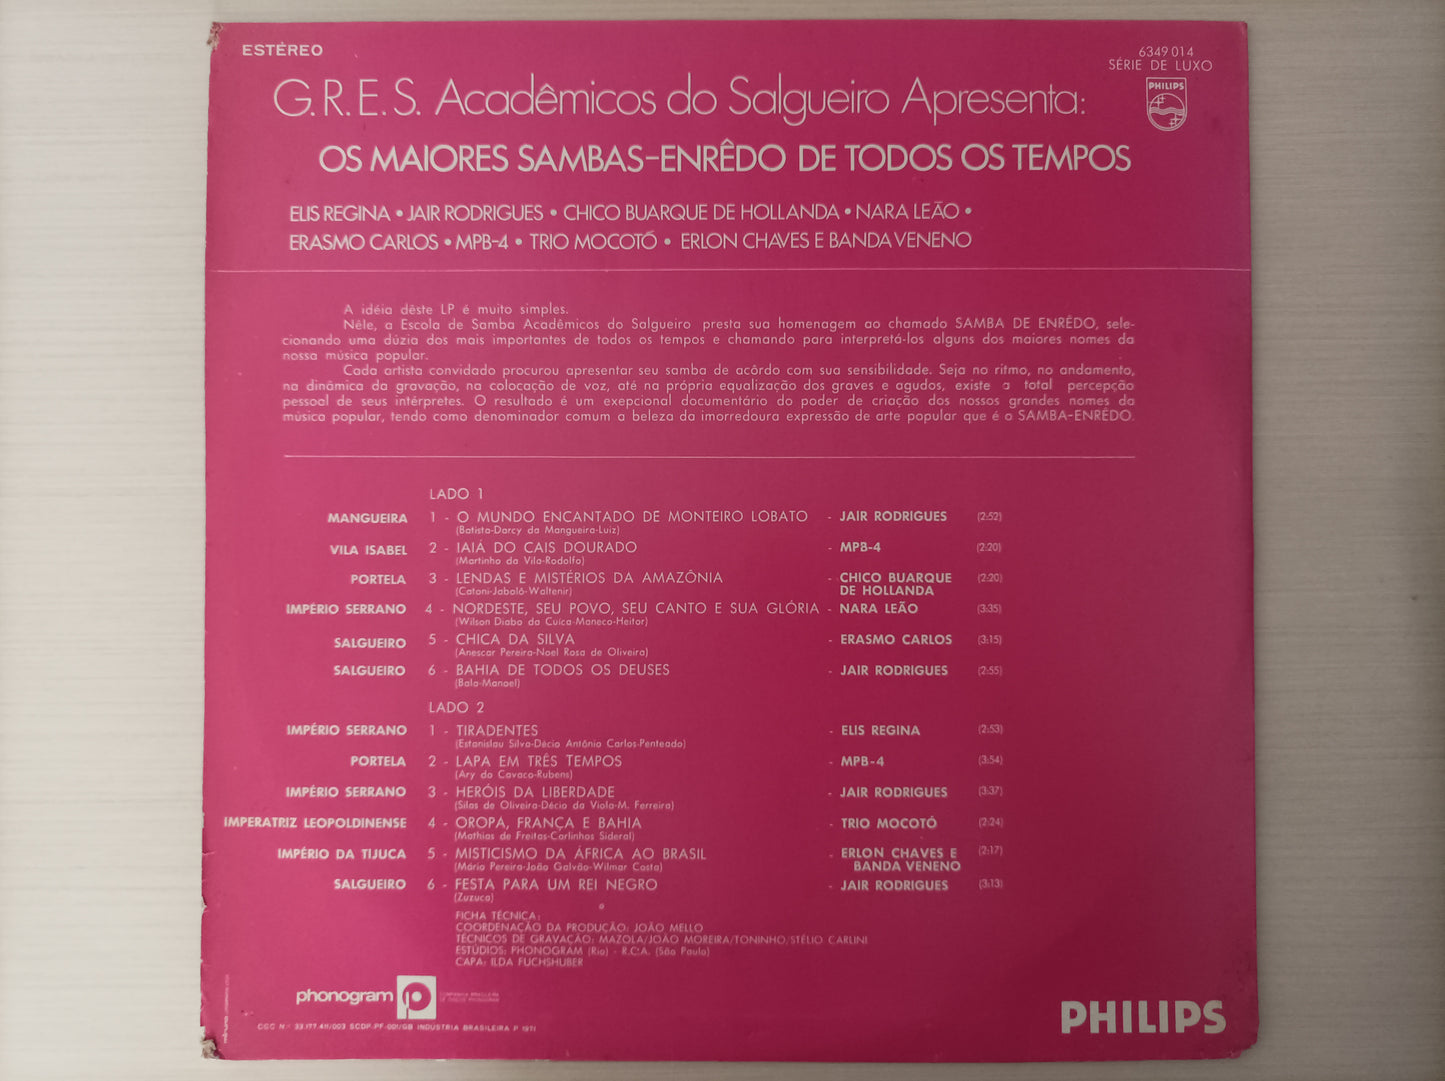 ESTÉREO
6349 014
SÉRIE DE LUXO
PHILIPS
G.R.E.S. Acadêmicos do Salgueiro Apresenta:
OS MAIORES SAMBAS-ENRÊDO DE TODOS OS TEMPOS
ELIS REGINA • JAIR RODRIGUES • CHICO BUARQUE DE HOLLANDA • NARA LEÃO •
ERASMO CARLOS • MPB-4 • TRIO MOCOTÓ • ERLON CHAVES E BANDA VENENO
A idéia dêste LP é muito simples.
Nêle, a Escola de Samba Acadêmicos do Salgueiro presta sua homenagem ao chamado SAMBA DE ENRÊDO, sele-
cionando uma dúzia dos mais importantes de todos os tempos e chamando para interpretá-los alguns dos maiores nomes da
nossa música popular.
Cada artista convidado procurou apresentar seu samba de acôrdo com sua sensibilidade. Seja no ritmo, no andamento,
na dinâmica da gravação, na colocação de voz, até na própria equalização dos graves e agudos, existe a total percepção
pessoal de seus intérpretes. O resultado é um exepcional documentário do poder de criação dos nossos grandes nomes da
música popular, tendo como denominador comum a beleza da imorredoura expressão de arte popular que é o SAMBA-ENRÊDO.
LADO 1
MANGUEIRA 1 - O MUNDO ENCANTADO DE MONTEIRO LOBATO - JAIR RODRIGUES (2:52)
(Batista-Darcy da Mangueira-Luiz)
VILA ISABEL 2 - IAIÁ DO CAIS DOURADO - MPB-4 (2:20)
(Martinho da Vila-Rodolfo)
PORTELA 3 - LENDAS E MISTÉRIOS DA AMAZÔNIA - CHICO BUARQUE (2:20)
(Catoni-Jabolô-Waltenir) DE HOLLANDA
IMPÉRIO SERRANO 4 - NORDESTE, SEU POVO, SEU CANTO E SUA GLÓRIA - NARA LEÃO (3:35)
(Wilson Diabo da Cuíca-Maneco-Heitor)
SALGUEIRO 5 - CHICA DA SILVA - ERASMO CARLOS (3:15)
(Anescar Pereira-Noel Rosa de Oliveira)
SALGUEIRO 6 - BAHIA DE TODOS OS DEUSES - JAIR RODRIGUES (2:55)
(Bala-Manoel)
LADO 2
IMPÉRIO SERRANO 1 - TIRADENTES - ELIS REGINA (2:53)
(Estanislau Silva-Décio Antônio Carlos-Penteado)
PORTELA 2 - LAPA EM TRÊS TEMPOS - MPB-4 (3:54)
(Ary do Cavaco-Rubens)
IMPÉRIO SERRANO 3 - HERÓIS DA LIBERDADE - JAIR RODRIGUES (3:37)
(Silas de Oliveira-Décio da Viola-M. Ferreira)
IMPERATRIZ LEOPOLDINENSE 4 - OROPA, FRANÇA E BAHIA - TRIO MOCOTÓ (2:24)
(Mathias de Freitas-Carlinhos Sideral)
IMPÉRIO DA TIJUCA 5 - MISTICISMO DA ÁFRICA AO BRASIL - ERLON CHAVES E (2:17)
(Mário Pereira-João Galvão-Wilmar Costa) BANDA VENENO
SALGUEIRO 6 - FESTA PARA UM REI NEGRO - JAIR RODRIGUES (3:13)
(Zuzuca)
FICHA TÉCNICA:
COORDENAÇÃO DA PRODUÇÃO: JOÃO MELLO
TÉCNICOS DE GRAVAÇÃO: MAZOLA/JOÃO MOREIRA/TONINHO, STÉLIO CARLINI
ESTÚDIOS: PHONOGRAM (Rio) - R.C.A. (São Paulo)
CAPA: ILDA FUCHSHUBER
phonogram p COMPANHIA BRASILEIRA
DE DISCOS PHONOGRAM
CGC N.º 33.177.411/003 SCDP-PF-001/GB INDUSTRIA BRASILEIRA P 1971
PHILIPS